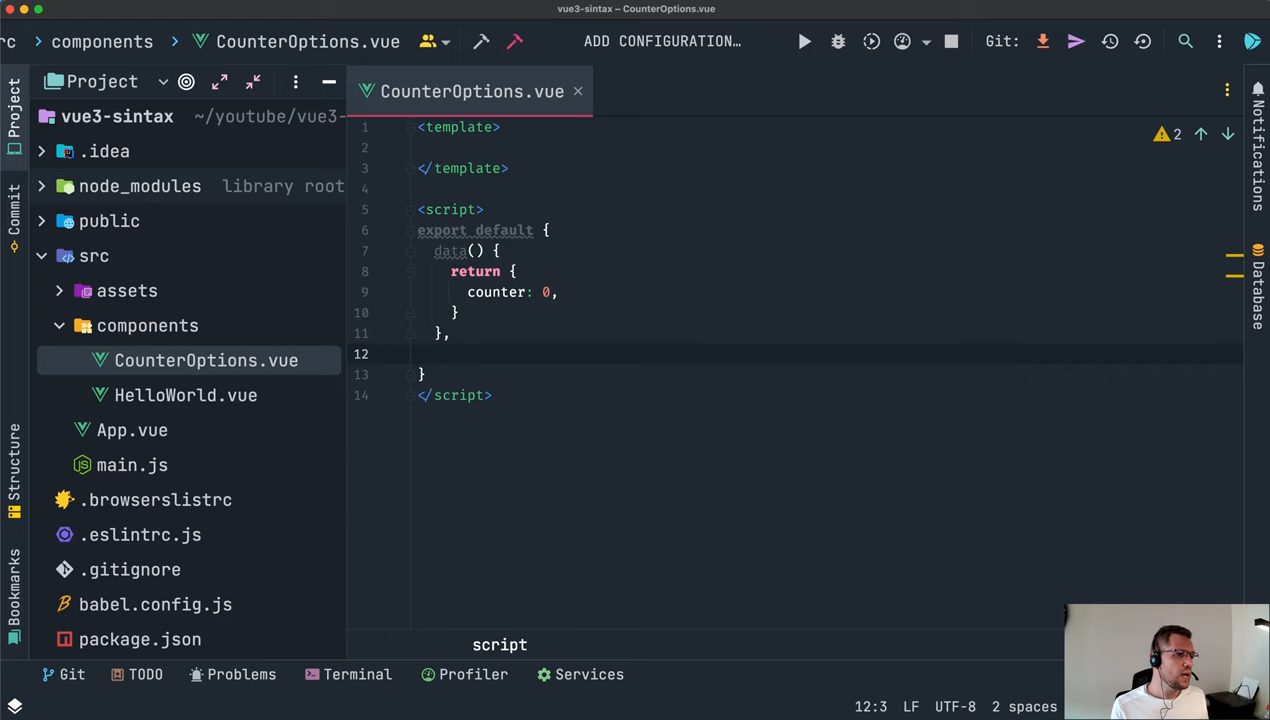 vue3-sintax – CounterOptions.vue
rc components CounterOptions.vue ADD CONFIGURATION… Git:
Project
CounterOptions.vue
vue3-sintax ~/youtube/vue3-
.idea
node_modules library root
public
src
assets
components
CounterOptions.vue
HelloWorld.vue
App.vue
main.js
.browserslistrc
.eslintrc.js
.gitignore
babel.config.js
package.json
Project
Commit
Structure
Bookmarks
1 <template>
2
3 </template>
4
5 <script>
6 export default {
7 data() {
8 return {
9 counter: 0,
10 }
11 },
12
13 }
14 </script>
2
Notifications
Database
script
Git TODO Problems Terminal Profiler Services
12:3 LF UTF-8 2 spaces